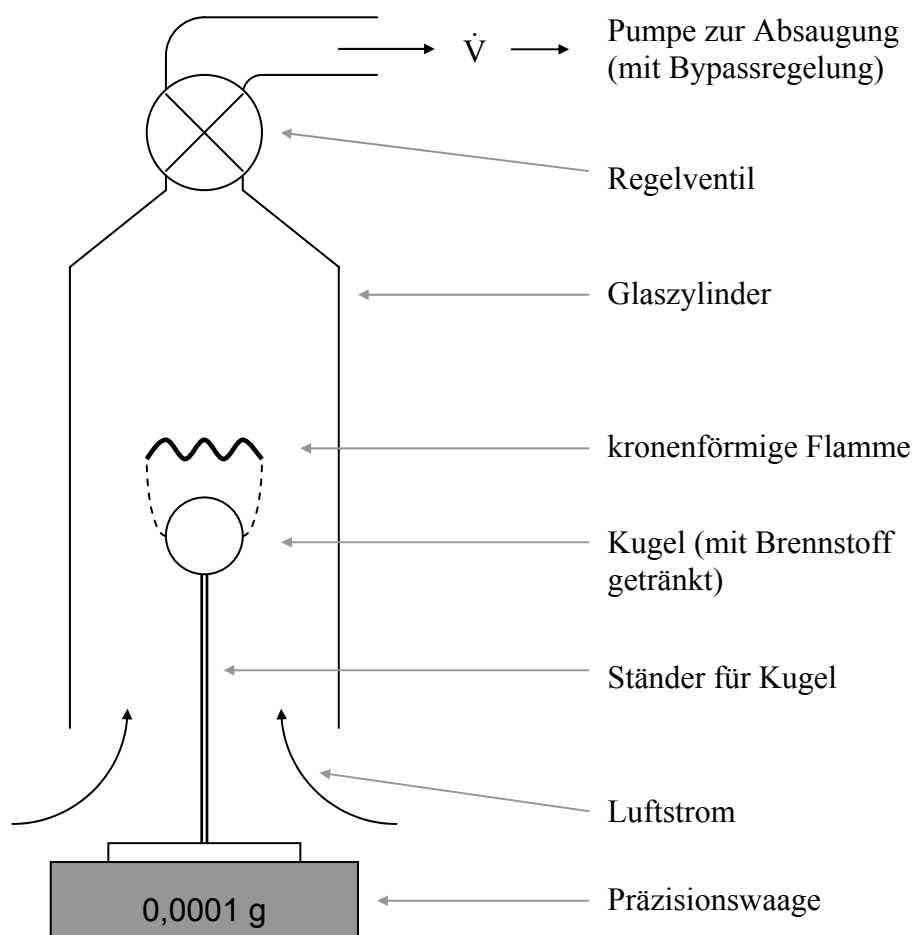 V̇
Pumpe zur Absaugung
(mit Bypassregelung)
Regelventil
Glaszylinder
kronenförmige Flamme
Kugel (mit Brennstoff
getränkt)
Ständer für Kugel
Luftstrom
Präzisionswaage
0,0001 g